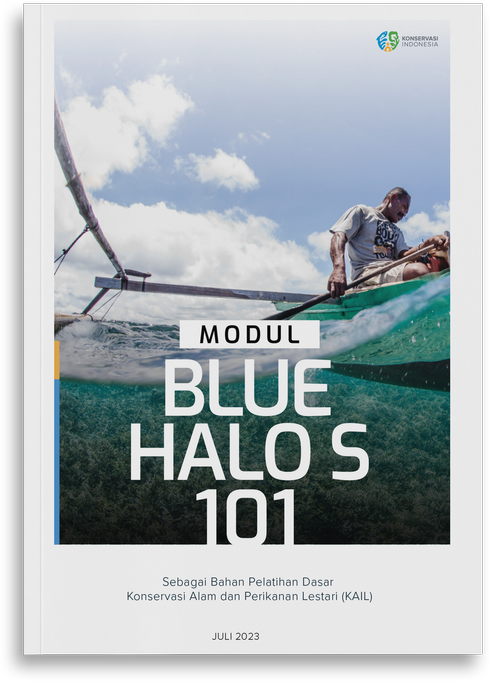 KONSERVASI
INDONESIA
MODUL
BLUE
HALO S
101
Sebagai Bahan Pelatihan Dasar
Konservasi Alam dan Perikanan Lestari (KAIL)
JULI 2023